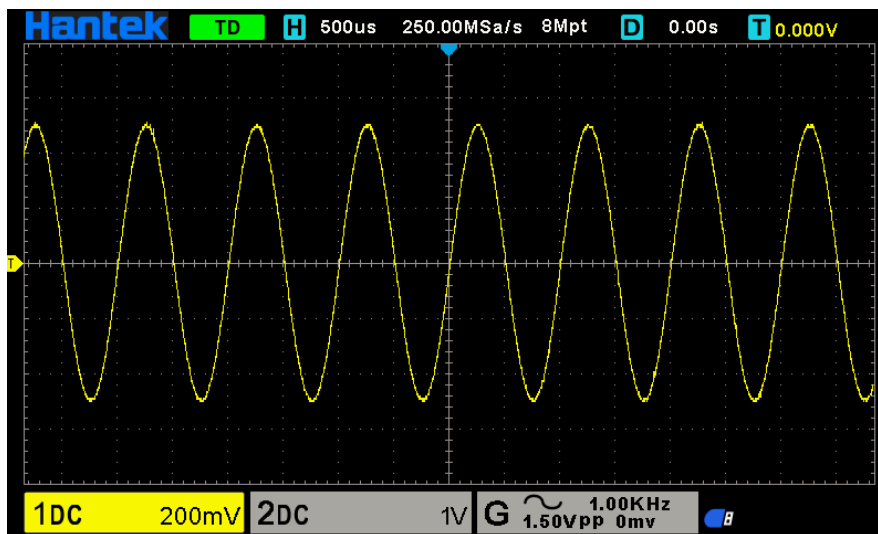 Hantek TD H 500us 250.00MSa/s 8Mpt D 0.00s T 0.000V
T
1DC 200mV 2DC 1V G 1.00KHz
1.50Vpp 0mv